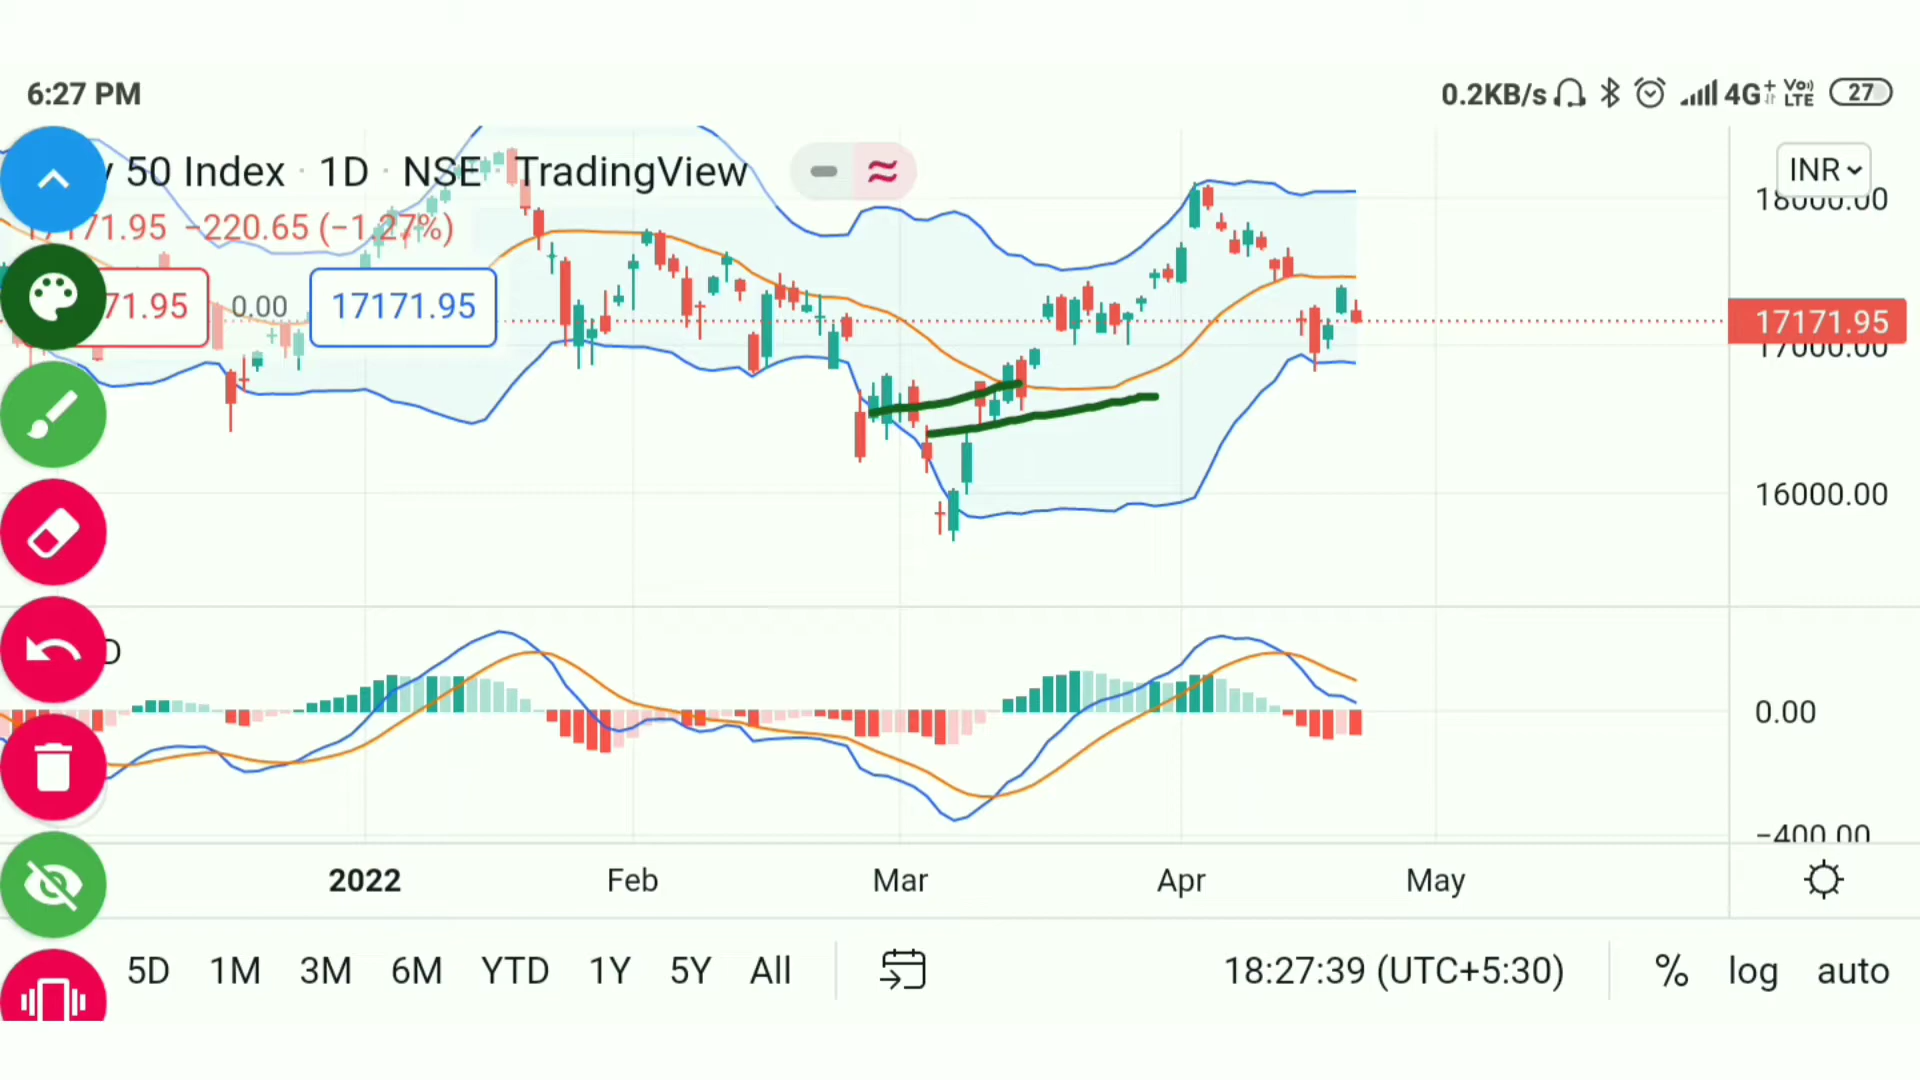 6:27 PM
0.2KB/s 4G+ VoLTE 27
50 Index · 1D · NSE · TradingView
INR
18000.00
171.95 −220.65 (−1.27%)
71.95
0.00
17171.95
17171.95
17000.00
16000.00
D
0.00
−400.00
2022 Feb Mar Apr May
5D 1M 3M 6M YTD 1Y 5Y All
18:27:39 (UTC+5:30)
% log auto